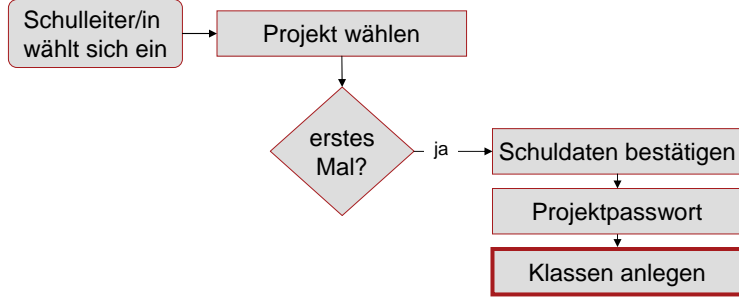 Schulleiter/in
wählt sich ein
Projekt wählen
erstes
Mal?
ja
Schuldaten bestätigen
Projektpasswort
Klassen anlegen